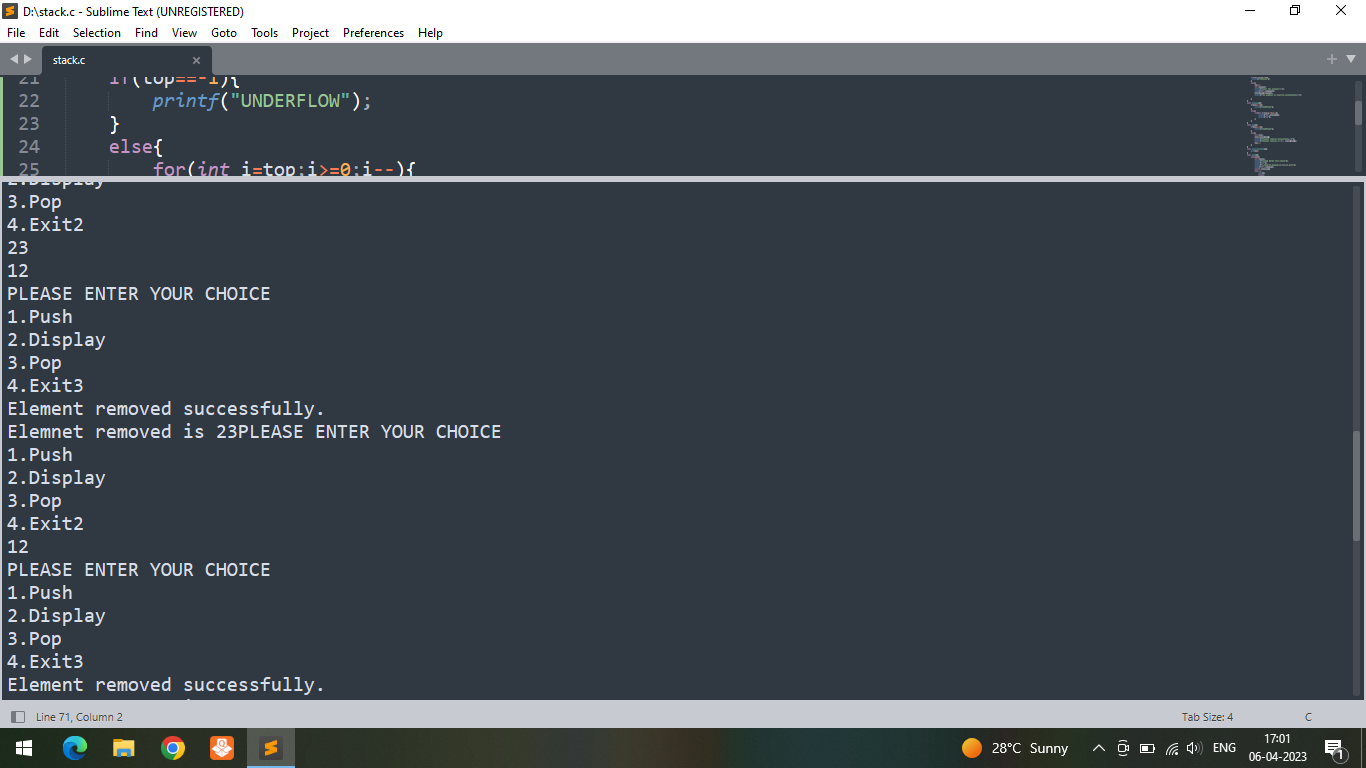 D:\stack.c - Sublime Text (UNREGISTERED)
File Edit Selection Find View Goto Tools Project Preferences Help
stack.c
21 if(top==-1){
22 printf("UNDERFLOW");
23 }
24 else{
25 for(int i=top;i>=0;i--){
2.Display
3.Pop
4.Exit2
23
12
PLEASE ENTER YOUR CHOICE
1.Push
2.Display
3.Pop
4.Exit3
Element removed successfully.
Elemnet removed is 23PLEASE ENTER YOUR CHOICE
1.Push
2.Display
3.Pop
4.Exit2
12
PLEASE ENTER YOUR CHOICE
1.Push
2.Display
3.Pop
4.Exit3
Element removed successfully.
Line 71, Column 2 Tab Size: 4 C
28°C Sunny ENG 17:01
06-04-2023 1